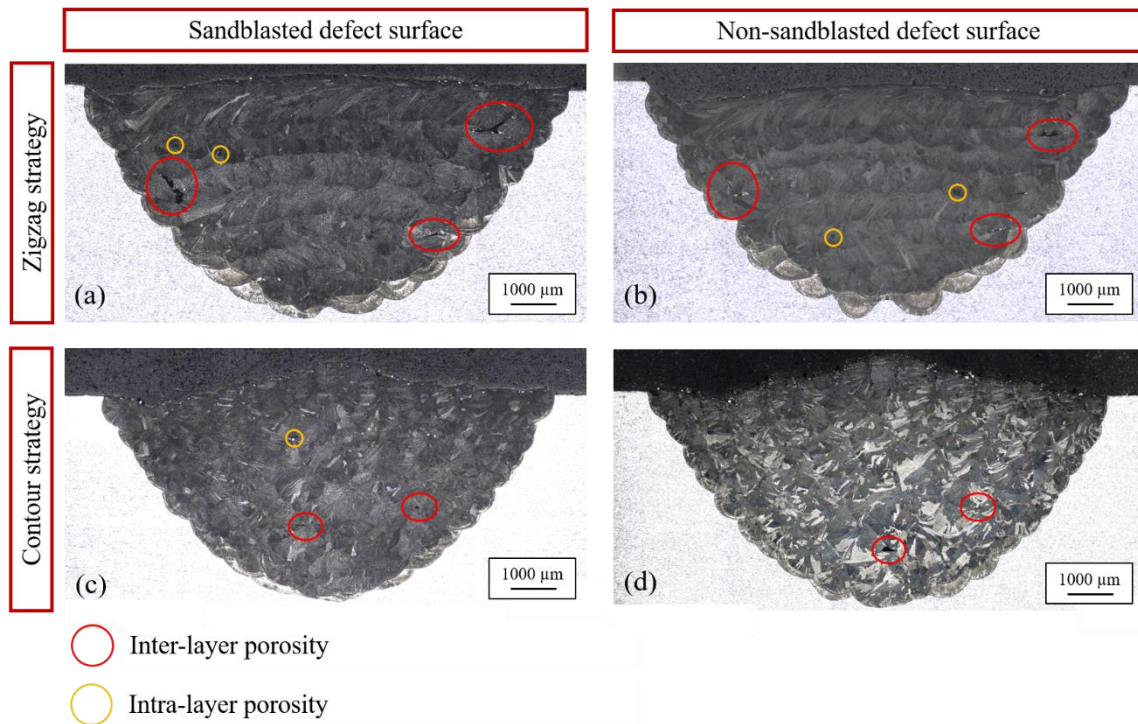 Sandblasted defect surface
Non-sandblasted defect surface
Zigzag strategy
(a)
1000 µm
(b)
1000 µm
Contour strategy
(c)
1000 µm
(d)
1000 µm
Inter-layer porosity
Intra-layer porosity